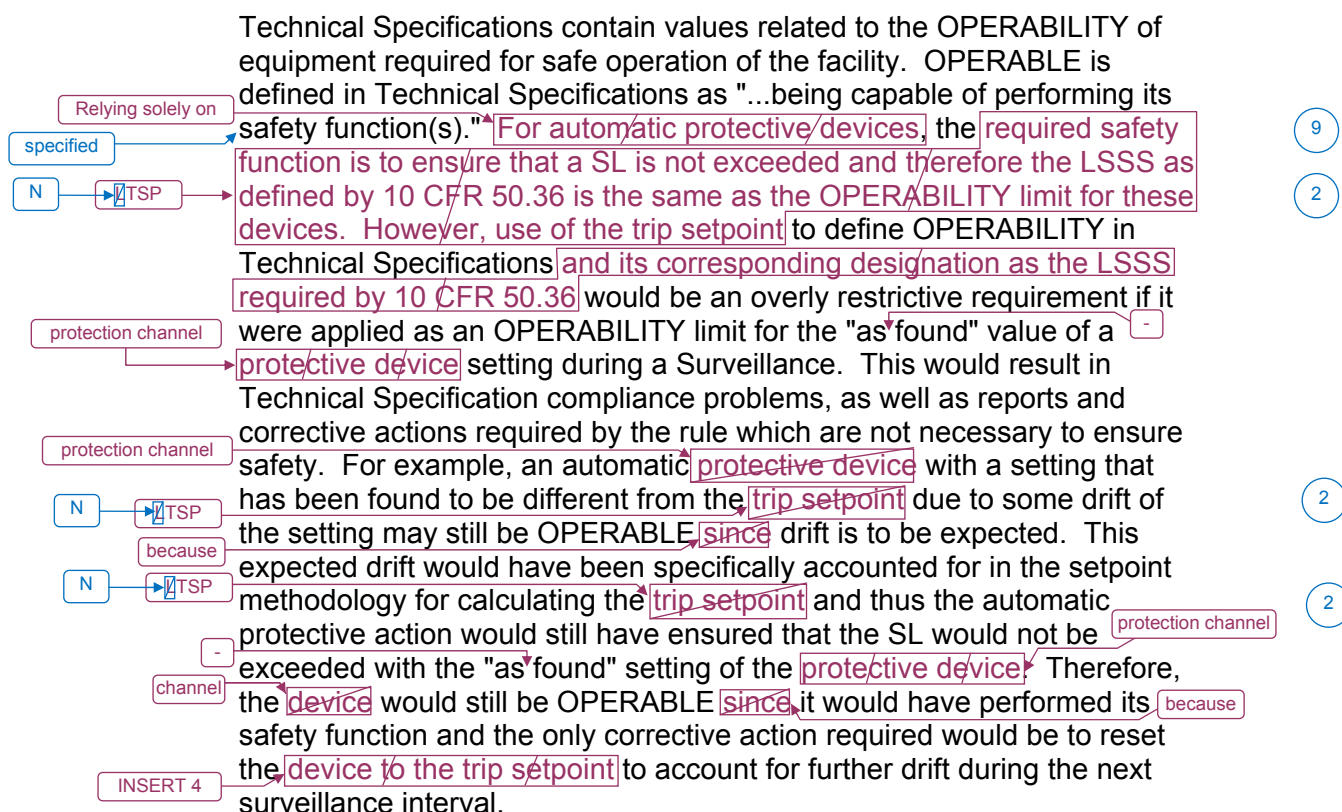 Technical Specifications contain values related to the OPERABILITY of
equipment required for safe operation of the facility. OPERABLE is
defined in Technical Specifications as "...being capable of performing its
Relying solely on
safety function(s)." For automatic protective devices, the required safety
9
specified
function is to ensure that a SL is not exceeded and therefore the LSSS as
N
LTSP
defined by 10 CFR 50.36 is the same as the OPERABILITY limit for these
2
devices. However, use of the trip setpoint to define OPERABILITY in
Technical Specifications and its corresponding designation as the LSSS
required by 10 CFR 50.36 would be an overly restrictive requirement if it
protection channel
were applied as an OPERABILITY limit for the "as found" value of a
-
protective device setting during a Surveillance. This would result in
Technical Specification compliance problems, as well as reports and
corrective actions required by the rule which are not necessary to ensure
protection channel
safety. For example, an automatic protective device with a setting that
N
LTSP
has been found to be different from the trip setpoint due to some drift of
2
the setting may still be OPERABLE since drift is to be expected. This
because
expected drift would have been specifically accounted for in the setpoint
N
LTSP
methodology for calculating the trip setpoint and thus the automatic
2
protective action would still have ensured that the SL would not be
protection channel
-
exceeded with the "as found" setting of the protective device. Therefore,
channel
the device would still be OPERABLE since it would have performed its
because
safety function and the only corrective action required would be to reset
INSERT 4
the device to the trip setpoint to account for further drift during the next
surveillance interval.